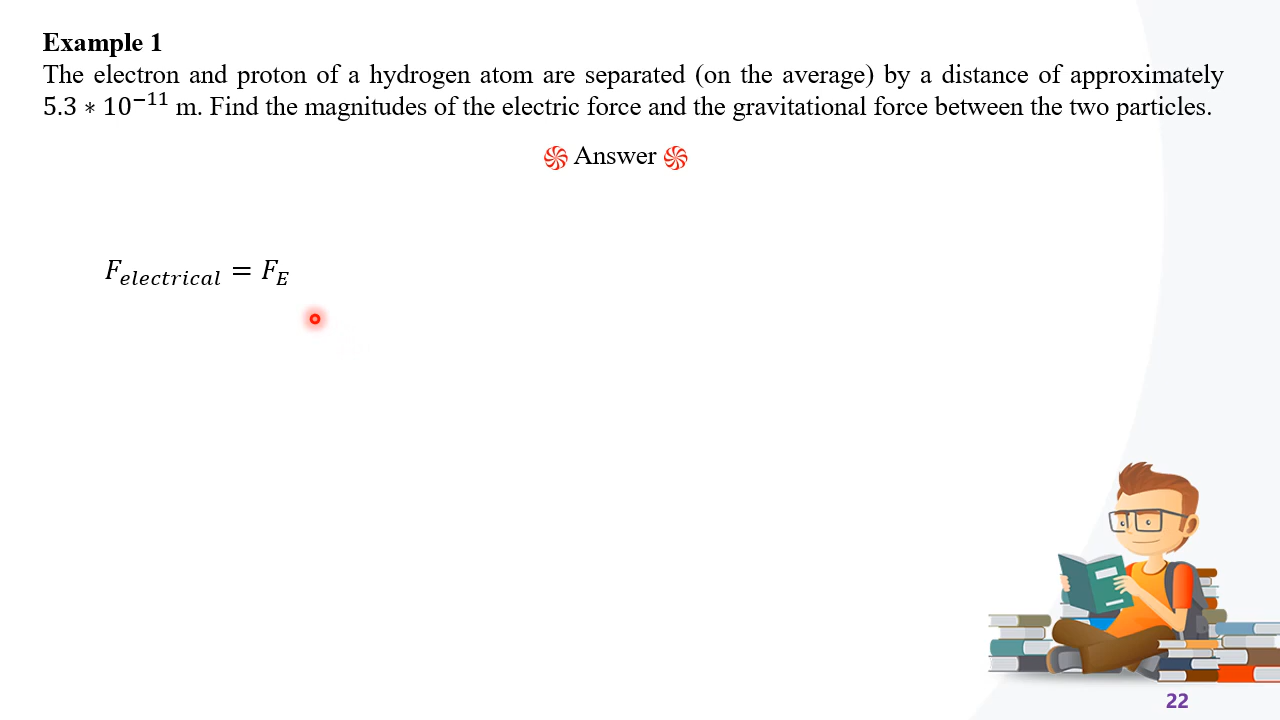 Example 1
The electron and proton of a hydrogen atom are separated (on the average) by a distance of approximately
5.3 ∗ 10⁻¹¹ m. Find the magnitudes of the electric force and the gravitational force between the two particles.
Answer
F_electrical = F_E
22